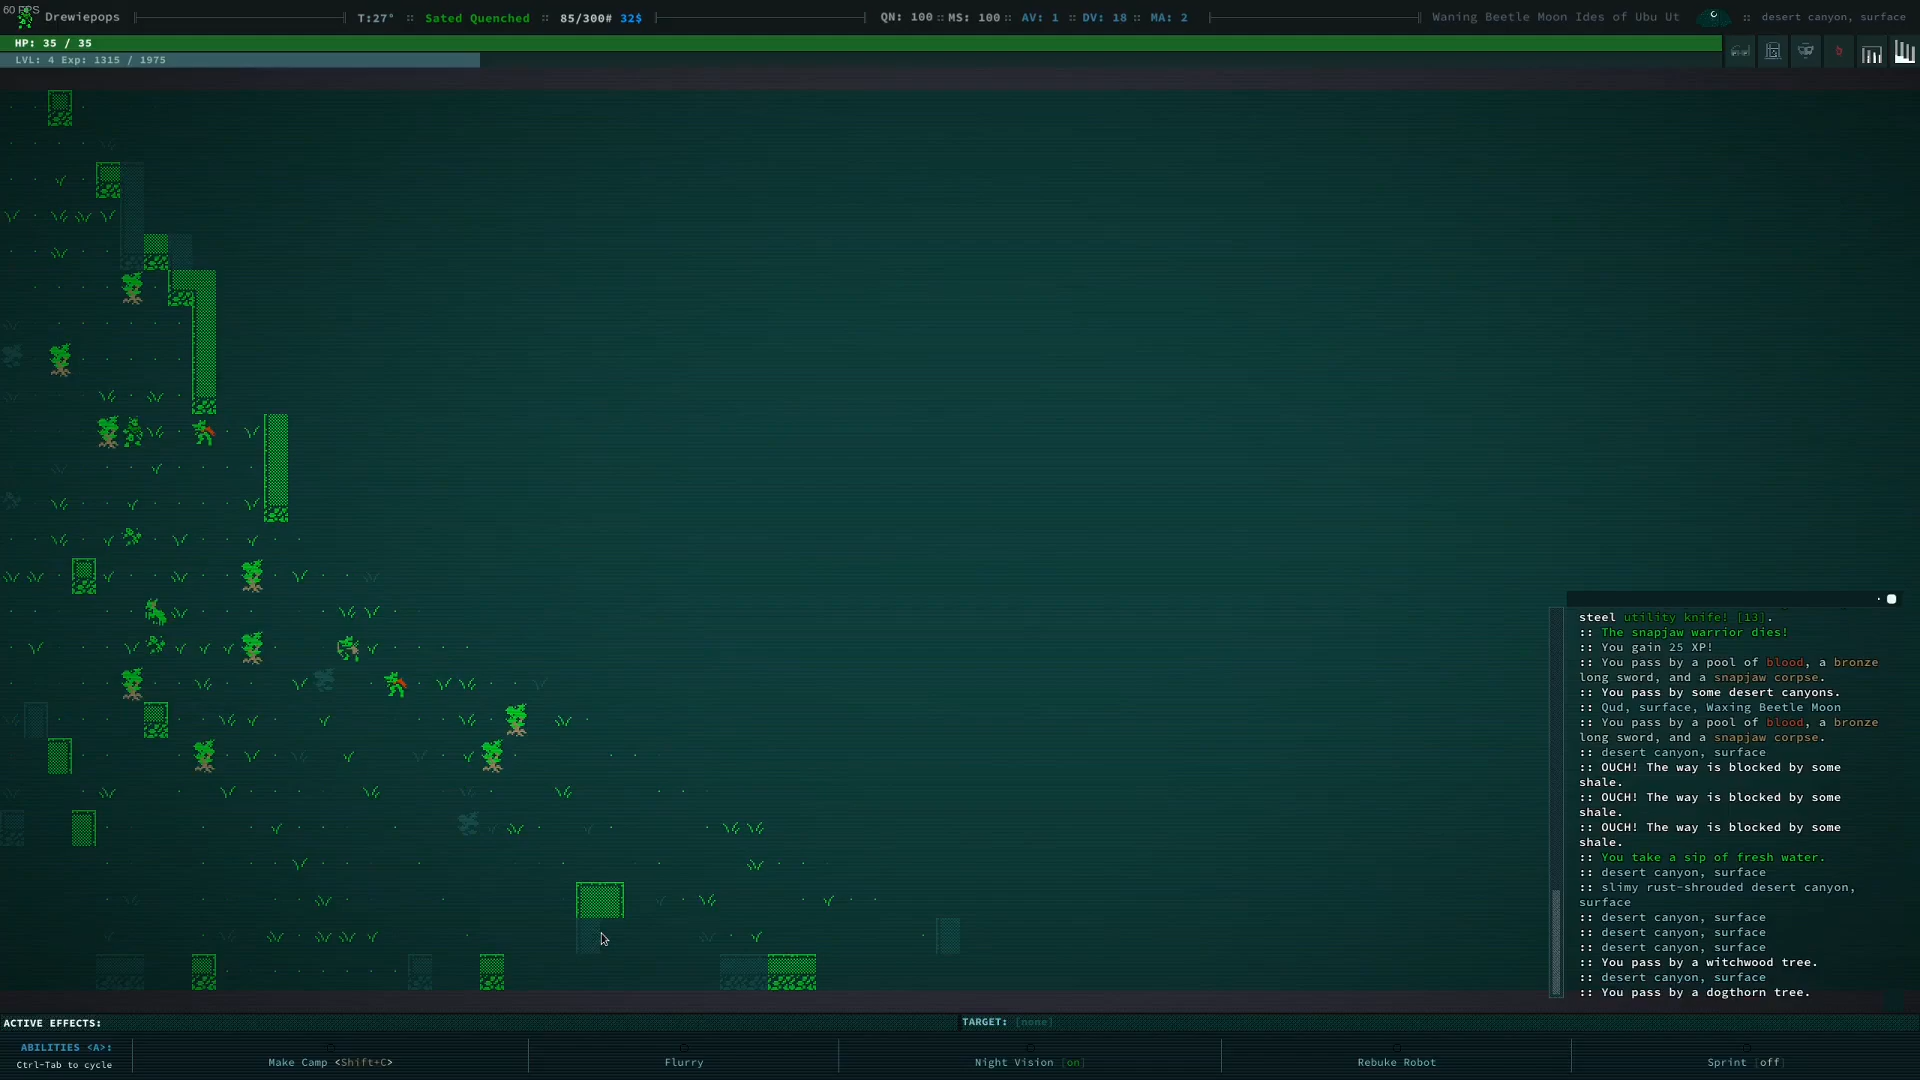 60 FPS
Drewiepops
T:27° :: Sated Quenched :: 85/300# 32$
QN: 100 :: MS: 100 :: AV: 1 :: DV: 18 :: MA: 2
Waning Beetle Moon Ides of Ubu Ut :: desert canyon, surface
HP: 35 / 35
LVL: 4 Exp: 1315 / 1975
steel utility knife! [13].
:: The snapjaw warrior dies!
:: You gain 25 XP!
:: You pass by a pool of blood, a bronze
long sword, and a snapjaw corpse.
:: You pass by some desert canyons.
:: Qud, surface, Waxing Beetle Moon
:: You pass by a pool of blood, a bronze
long sword, and a snapjaw corpse.
:: desert canyon, surface
:: OUCH! The way is blocked by some
shale.
:: OUCH! The way is blocked by some
shale.
:: OUCH! The way is blocked by some
shale.
:: You take a sip of fresh water.
:: desert canyon, surface
:: slimy rust-shrouded desert canyon,
surface
:: desert canyon, surface
:: desert canyon, surface
:: desert canyon, surface
:: You pass by a witchwood tree.
:: desert canyon, surface
:: You pass by a dogthorn tree.
ACTIVE EFFECTS:
TARGET: [none]
ABILITIES <A>:
Ctrl-Tab to cycle
Make Camp <Shift+C>
Flurry
Night Vision [on]
Rebuke Robot
Sprint [off]